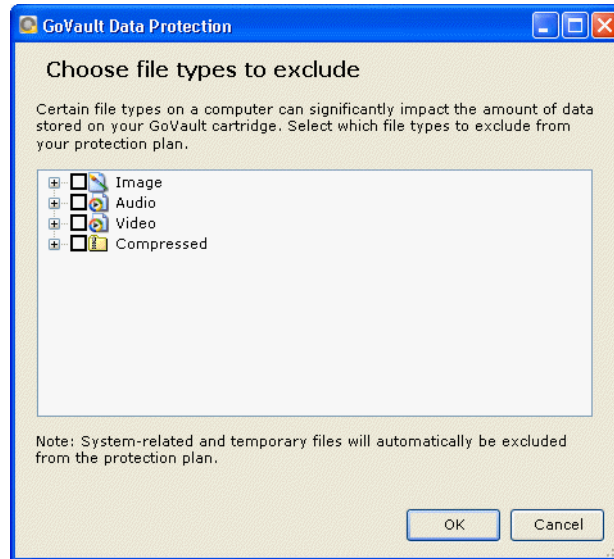 GoVault Data Protection
Choose file types to exclude
Certain file types on a computer can significantly impact the amount of data
stored on your GoVault cartridge. Select which file types to exclude from
your protection plan.
Image
Audio
Video
Compressed
Note: System-related and temporary files will automatically be excluded
from the protection plan.
OK
Cancel